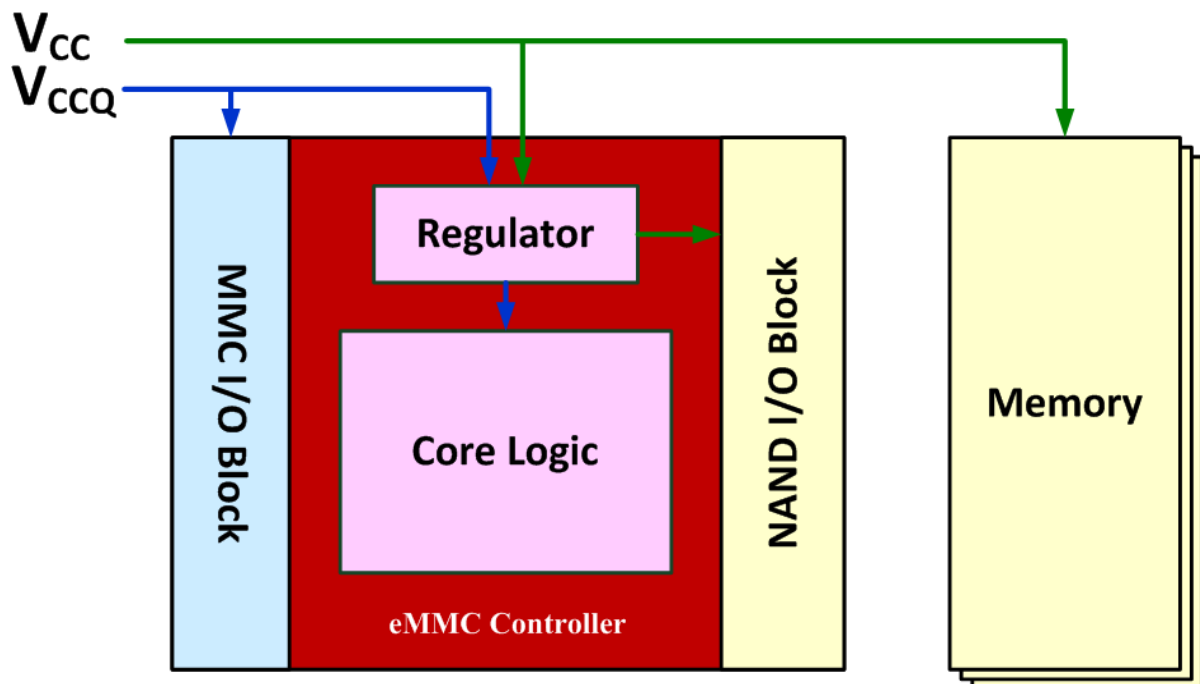 VCC
VCCQ
Regulator
MMC I/O Block
Core Logic
NAND I/O Block
Memory
eMMC Controller